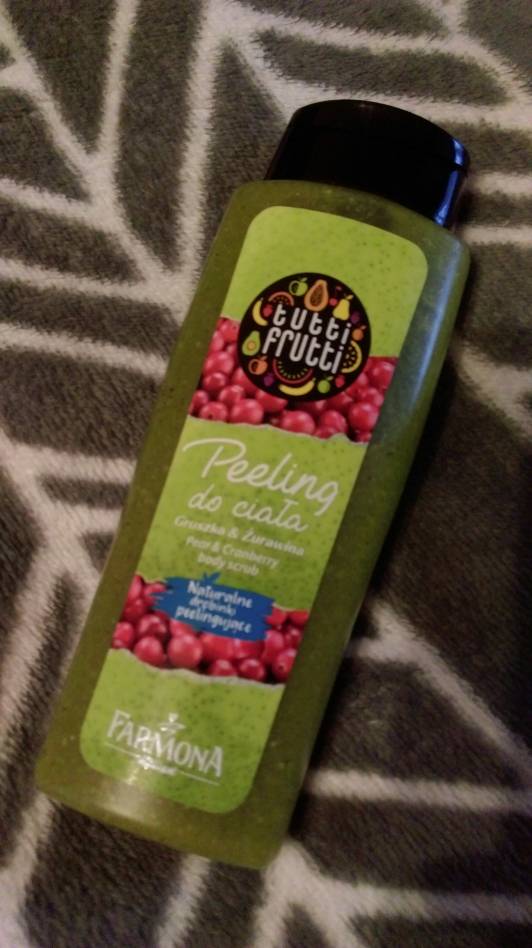 tutti
frutti
Peeling
do ciała
Gruszka & Żurawina
Pear & Cranberry
body scrub
Naturalne
drobinki
peelingujące
FARMONA